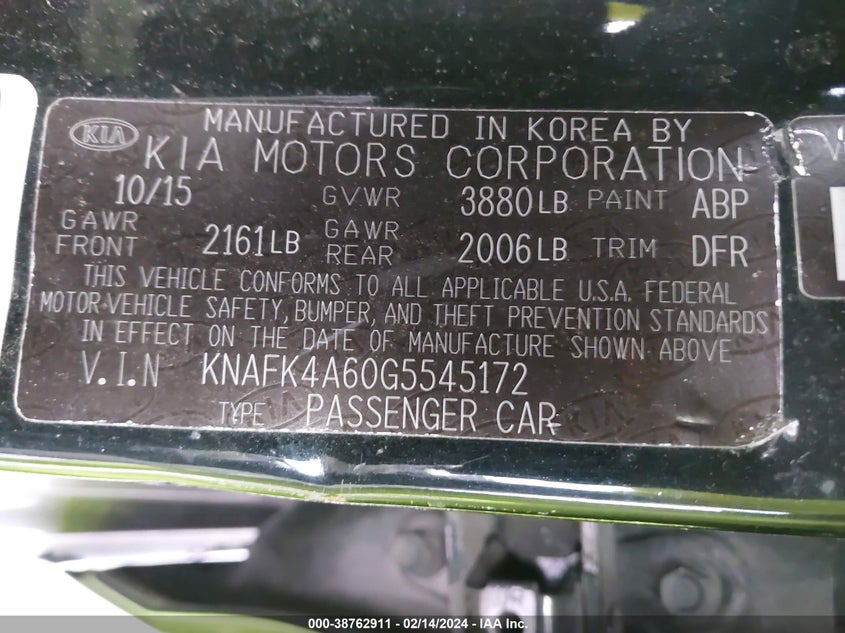 KIA MANUFACTURED IN KOREA BY
KIA MOTORS CORPORATION
10/15 GVWR 3880LB PAINT ABP
GAWR FRONT 2161LB GAWR REAR 2006LB TRIM DFR
THIS VEHICLE CONFORMS TO ALL APPLICABLE U.S.A. FEDERAL
MOTOR-VEHICLE SAFETY, BUMPER, AND THEFT PREVENTION STANDARDS
IN EFFECT ON THE DATE OF MANUFACTURE SHOWN ABOVE
V.I.N KNAFK4A60G5545172
TYPE PASSENGER CAR
000-38762911 - 02/14/2024 - IAA Inc.